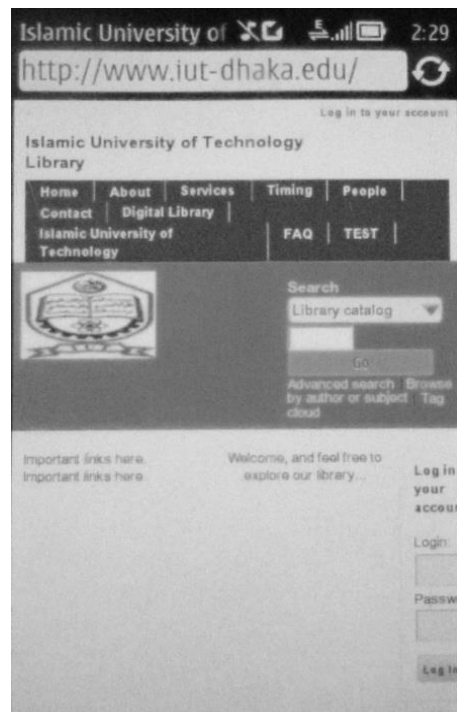 Islamic University of
E
2:29
http://www.iut-dhaka.edu/
Log in to your account
Islamic University of Technology
Library
Home About Services Timing People
Contact Digital Library
Islamic University of
Technology
FAQ TEST
Search
Library catalog
Go
Advanced search Browse
by author or subject Tag
cloud
Important links here.
Important links here.
Welcome, and feel free to
explore our library...
Log in
your
accoun
Login:
Passw
Log In